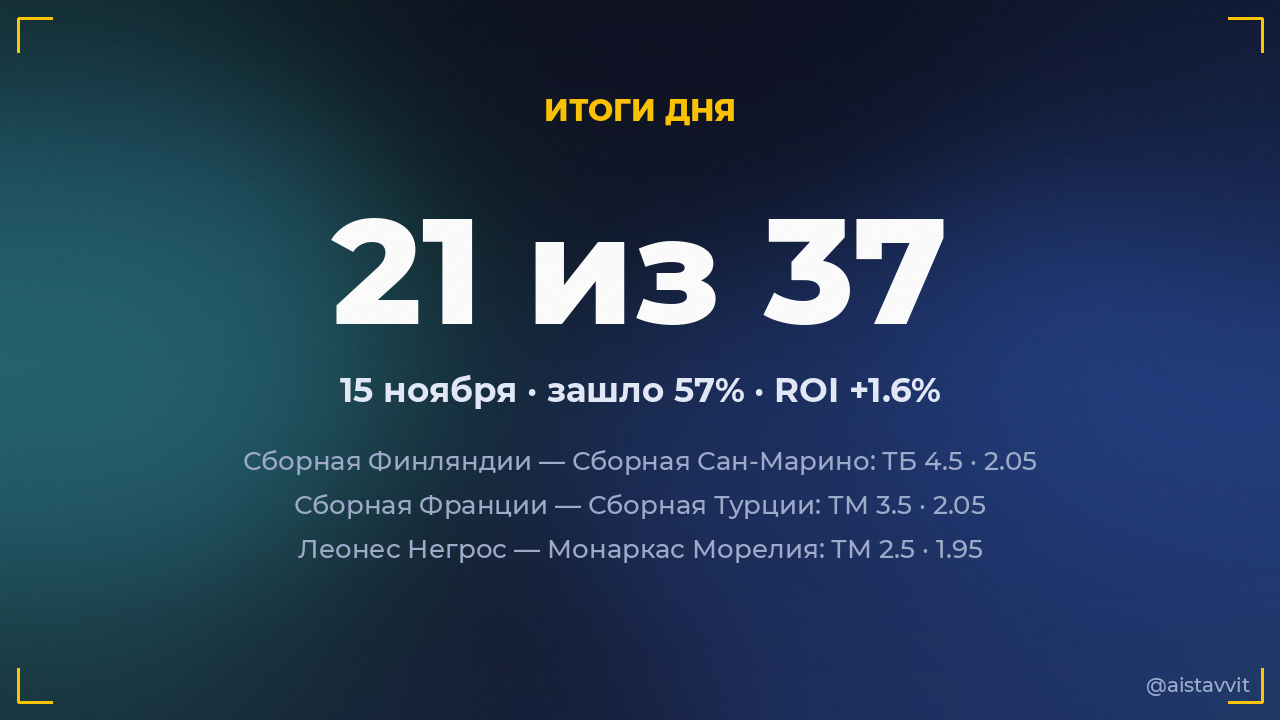 ИТОГИ ДНЯ
21 из 37
15 ноября · зашло 57% · ROI +1.6%
Сборная Финляндии — Сборная Сан-Марино: ТБ 4.5 · 2.05
Сборная Франции — Сборная Турции: ТМ 3.5 · 2.05
Леонес Негрос — Монаркас Морелия: ТМ 2.5 · 1.95
@aistavvit